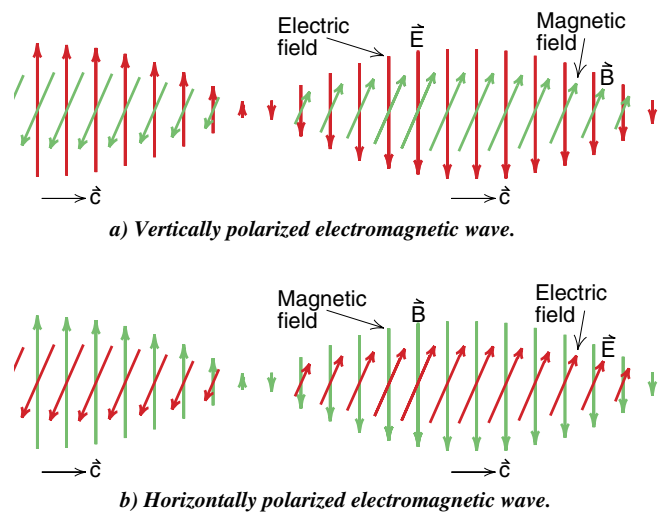 Electric
field
E⃗
Magnetic
field
B⃗
c⃗
c⃗
a) Vertically polarized electromagnetic wave.
Magnetic
field
B⃗
Electric
field
E⃗
c⃗
c⃗
b) Horizontally polarized electromagnetic wave.